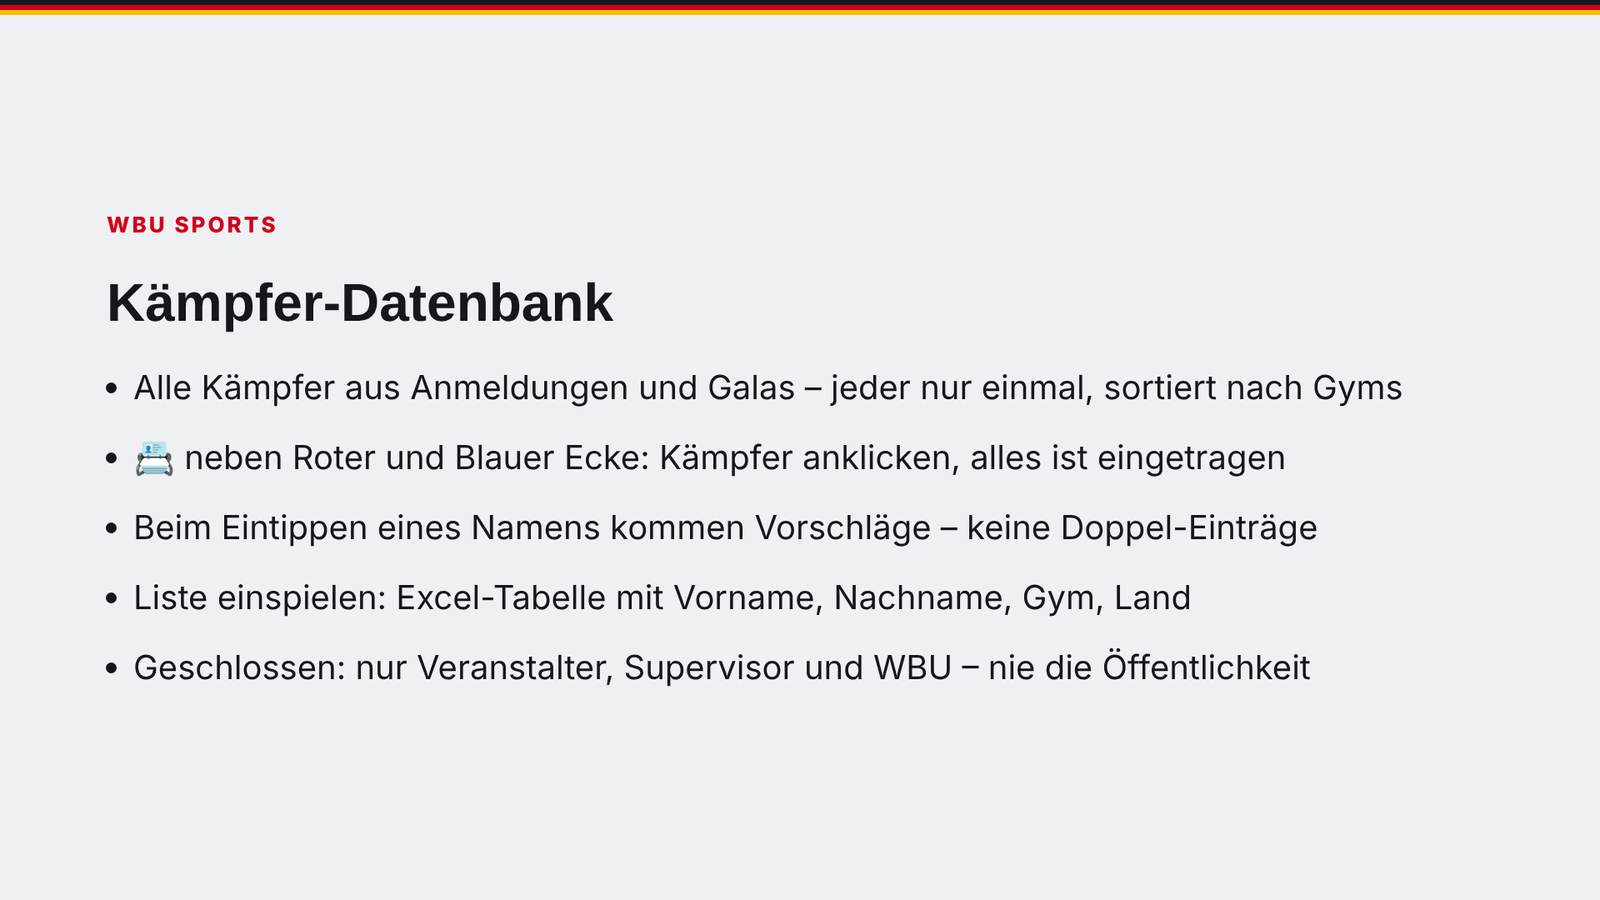 WBU SPORTS
Kämpfer-Datenbank
• Alle Kämpfer aus Anmeldungen und Galas – jeder nur einmal, sortiert nach Gyms
• 📇 neben Roter und Blauer Ecke: Kämpfer anklicken, alles ist eingetragen
• Beim Eintippen eines Namens kommen Vorschläge – keine Doppel-Einträge
• Liste einspielen: Excel-Tabelle mit Vorname, Nachname, Gym, Land
• Geschlossen: nur Veranstalter, Supervisor und WBU – nie die Öffentlichkeit